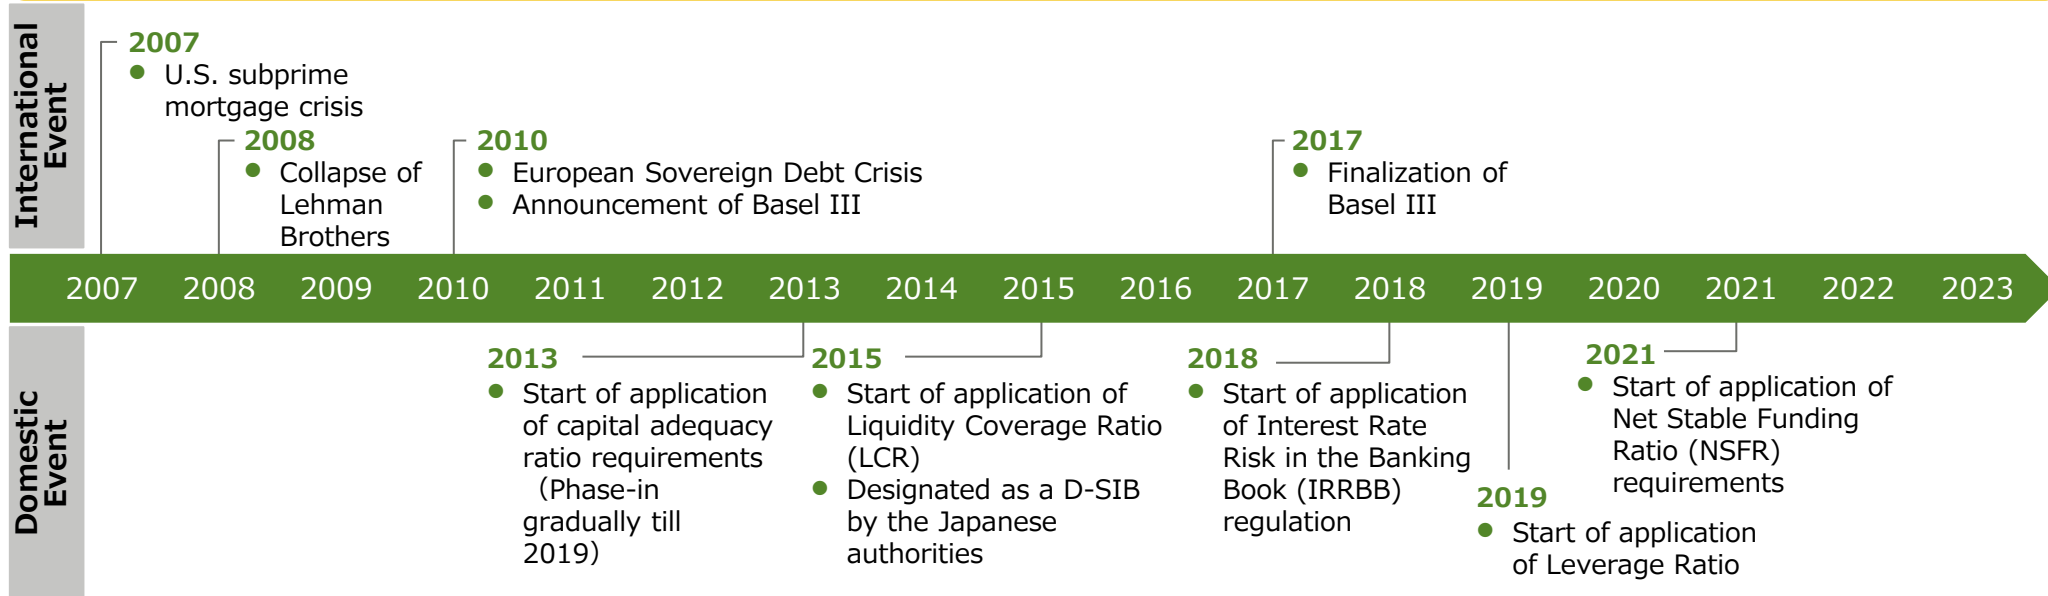 International
Event
2007
● U.S. subprime
mortgage crisis
2008
● Collapse of
Lehman
Brothers
2010
● European Sovereign Debt Crisis
● Announcement of Basel III
2017
● Finalization of
Basel III
2007 2008 2009 2010 2011 2012 2013 2014 2015 2016 2017 2018 2019 2020 2021 2022 2023
Domestic
Event
2013
● Start of application
of capital adequacy
ratio requirements
（Phase-in
gradually till
2019）
2015
● Start of application of
Liquidity Coverage Ratio
(LCR)
● Designated as a D-SIB
by the Japanese
authorities
2018
● Start of application
of Interest Rate
Risk in the Banking
Book (IRRBB)
regulation
2019
● Start of application
of Leverage Ratio
2021
● Start of application of
Net Stable Funding
Ratio (NSFR)
requirements